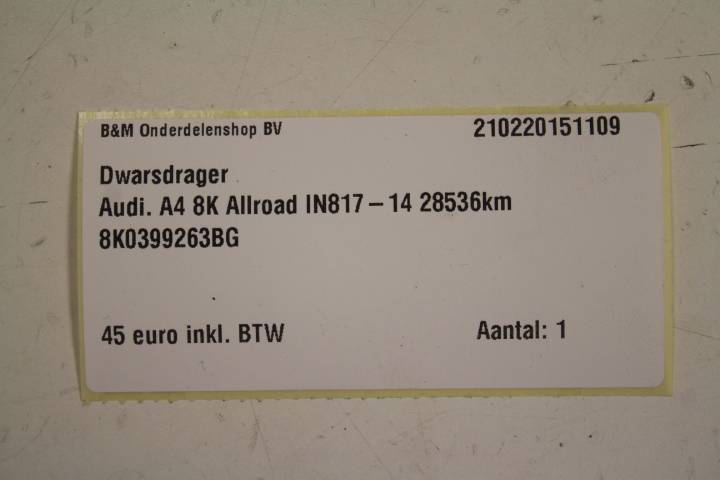 B&M Onderdelenshop BV 210220151109
Dwarsdrager
Audi. A4 8K Allroad IN817-14 28536km
8K0399263BG
45 euro inkl. BTW Aantal: 1